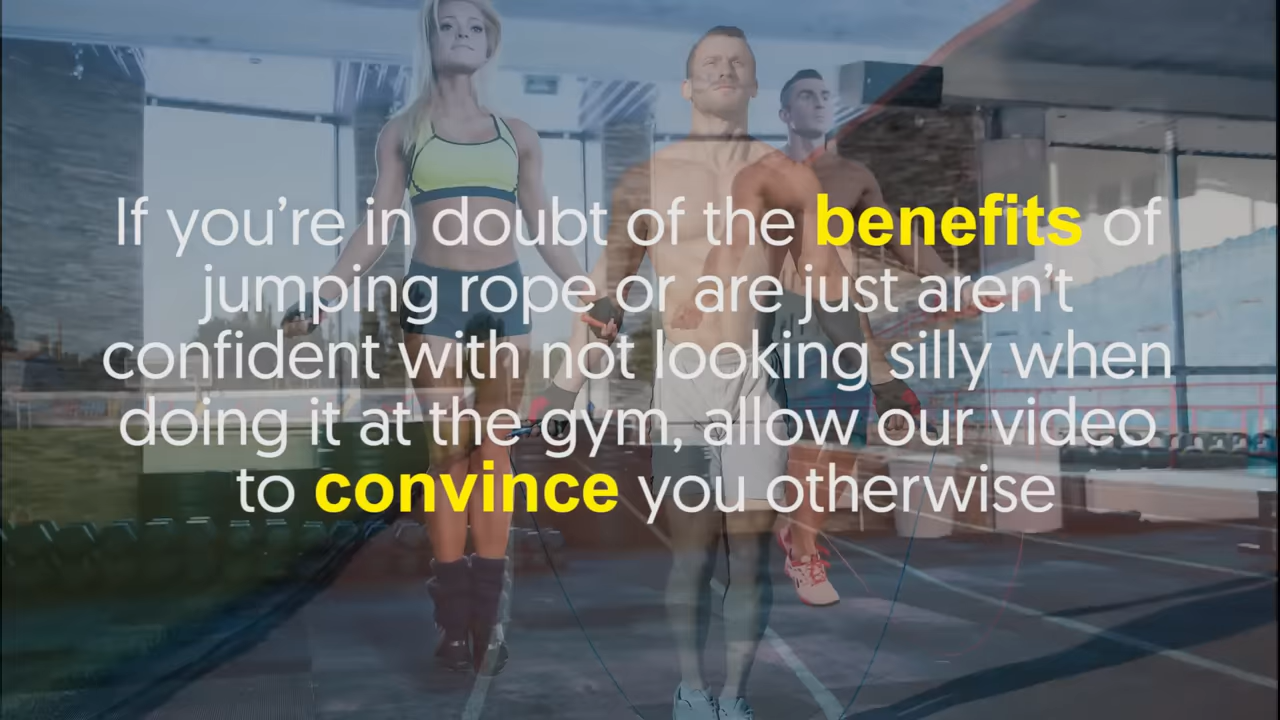 If you’re in doubt of the benefits of
jumping rope or are just aren’t
confident with not looking silly when
doing it at the gym, allow our video
to convince you otherwise